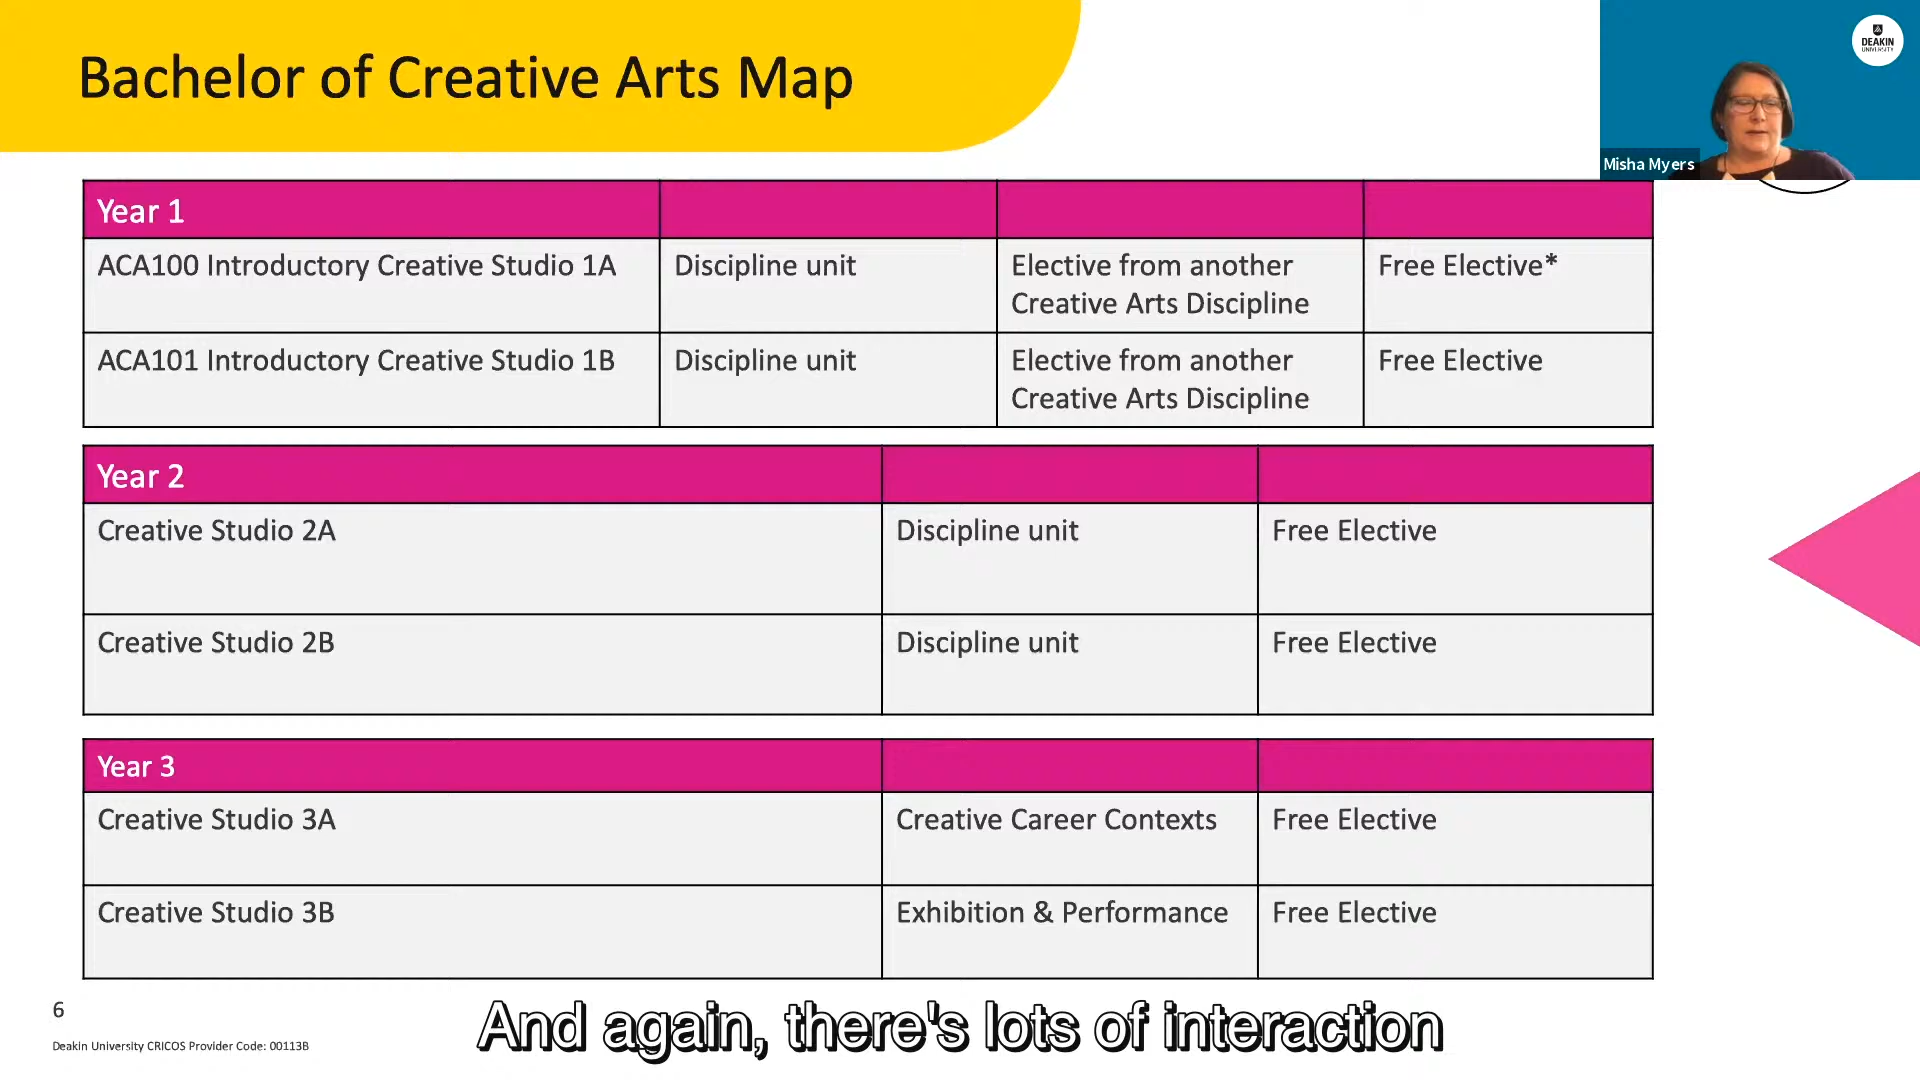 Bachelor of Creative Arts Map
DEAKIN
UNIVERSITY
Misha Myers
Year 1
ACA100 Introductory Creative Studio 1A
Discipline unit
Elective from another
Creative Arts Discipline
Free Elective*
ACA101 Introductory Creative Studio 1B
Discipline unit
Elective from another
Creative Arts Discipline
Free Elective
Year 2
Creative Studio 2A
Discipline unit
Free Elective
Creative Studio 2B
Discipline unit
Free Elective
Year 3
Creative Studio 3A
Creative Career Contexts
Free Elective
Creative Studio 3B
Exhibition & Performance
Free Elective
6
Deakin University CRICOS Provider Code: 00113B
And again, there's lots of interaction